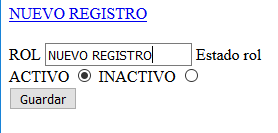 NUEVO REGISTRO
ROL NUEVO REGISTRO Estado rol
ACTIVO INACTIVO
Guardar